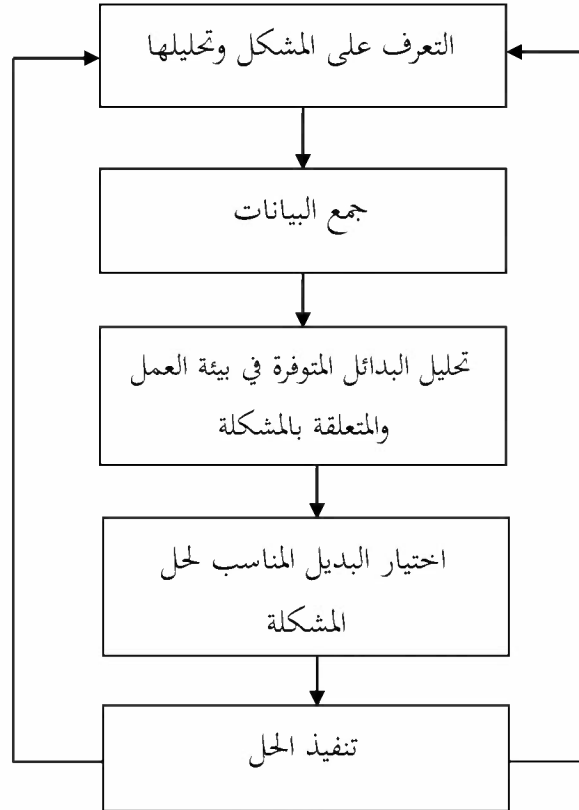 التعرف على المشكل وتحليلها
جمع البيانات
تحليل البدائل المتوفرة في بيئة العمل
والمتعلقة بالمشكلة
اختيار البديل المناسب لحل
المشكلة
تنفيذ الحل